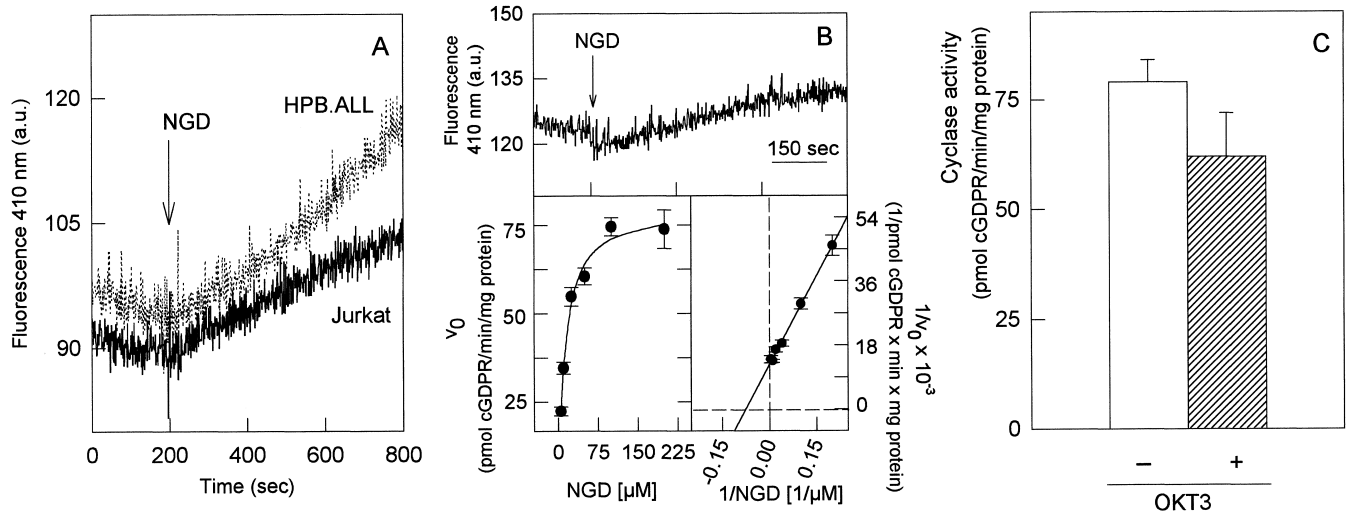 A
Fluorescence 410 nm (a.u.)
120
105
90
NGD
HPB.ALL
Jurkat
0 200 400 600 800
Time (sec)
B
Fluorescence
410 nm (a.u.)
150
135
120
NGD
150 sec
v0
(pmol cGDPR/min/mg protein)
75
50
25
0 75 150 225
NGD [µM]
-0.15 0.00 0.15
1/NGD [1/µM]
54
36
18
0
1/v0 x 10-3
(1/pmol cGDPR x min x mg protein)
C
Cyclase activity
(pmol cGDPR/min/mg protein)
75
50
25
0
– +
OKT3